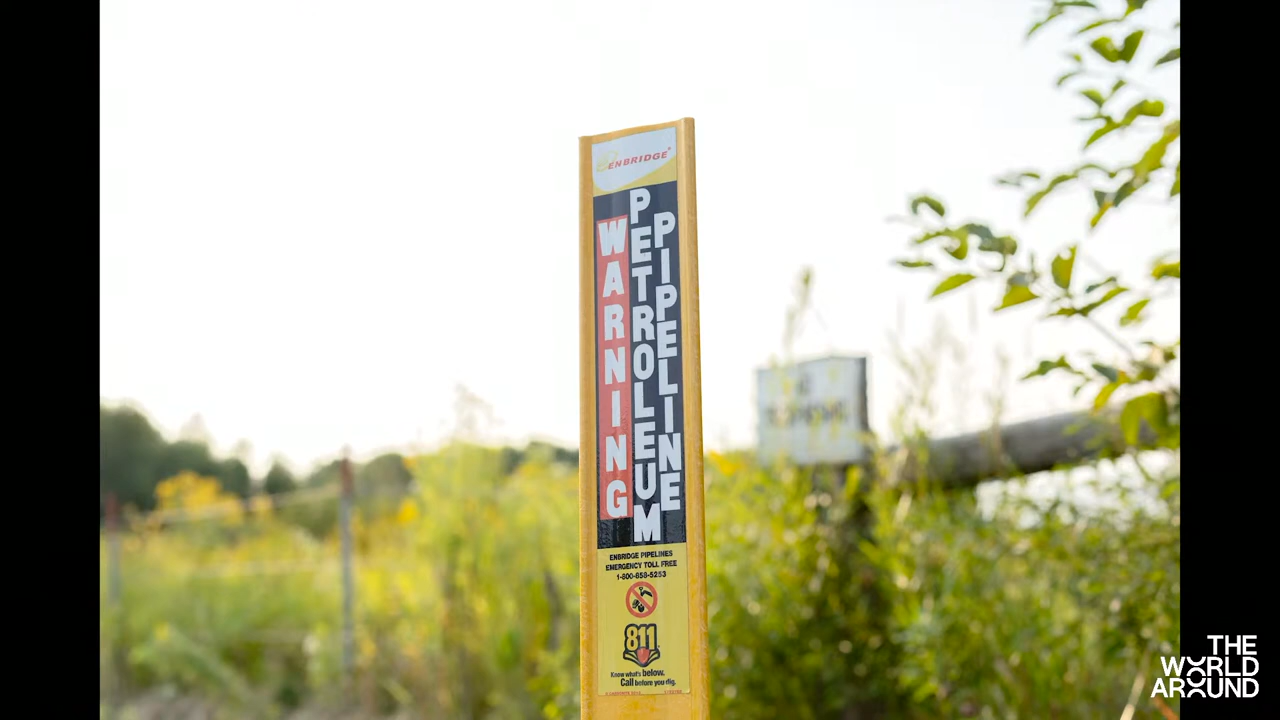 ENBRIDGE
WARNING
PETROLEUM
PIPELINE
ENBRIDGE PIPELINES
EMERGENCY TOLL FREE
1-800-858-5253
811
Know what's below.
Call before you dig.
THE
WORLD
AROUND